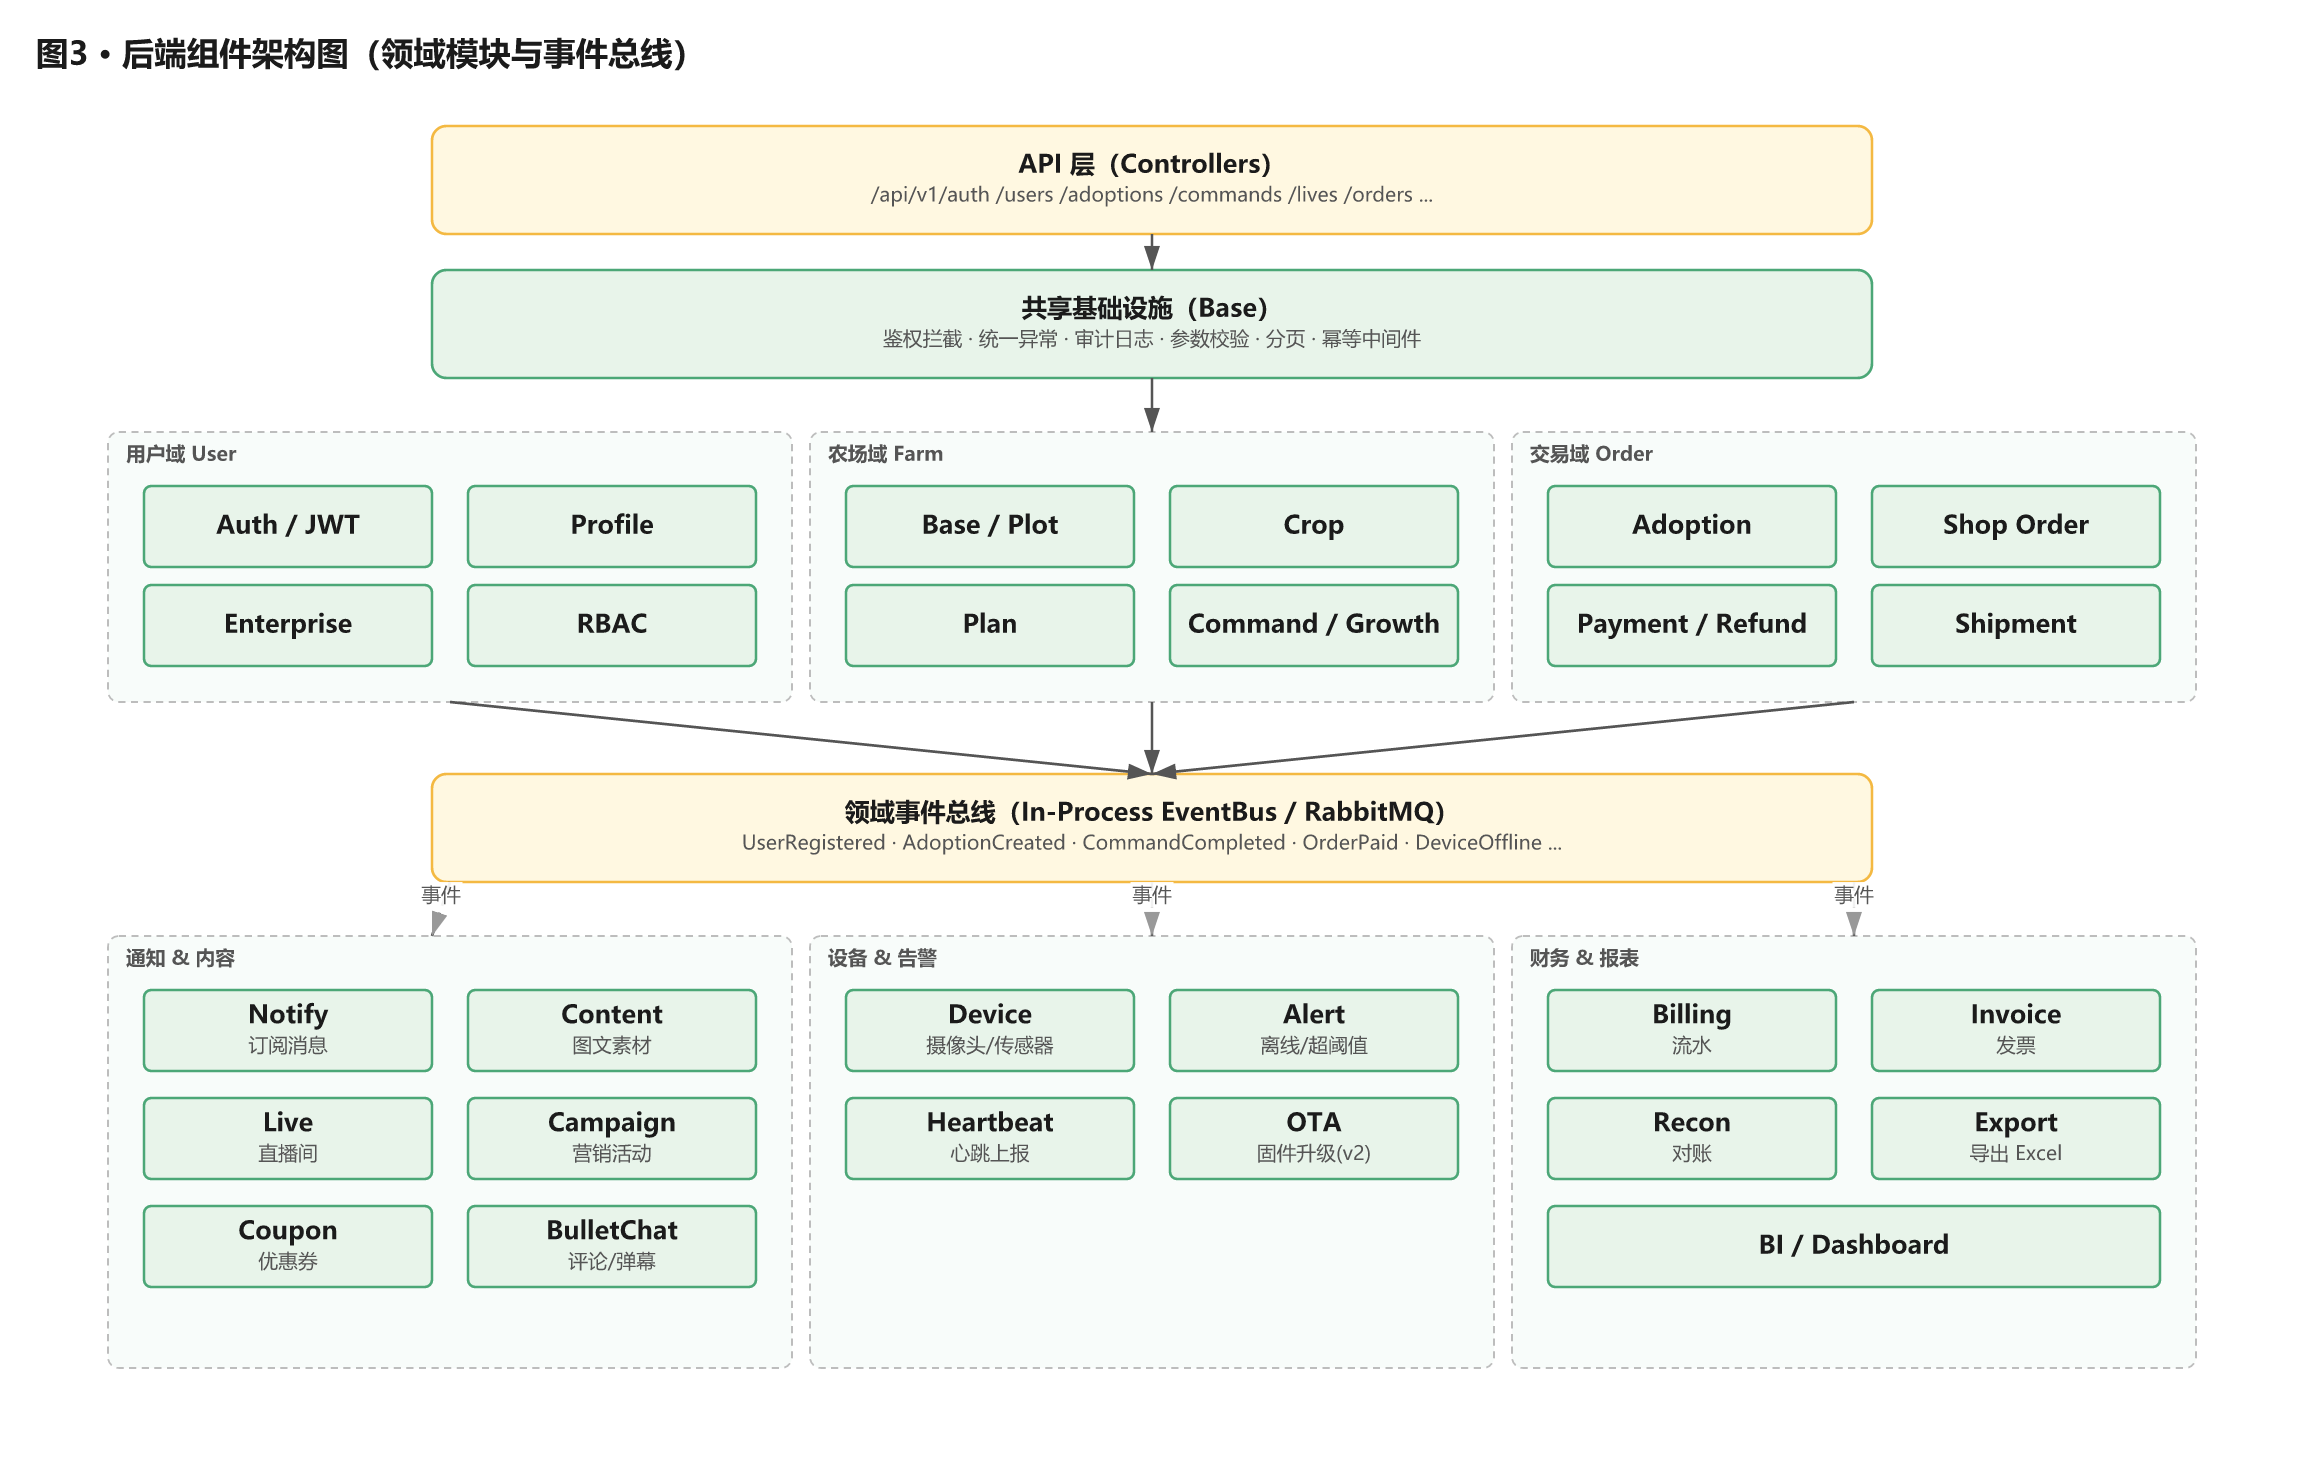 图3 · 后端组件架构图（领域模块与事件总线）
API 层（Controllers）
/api/v1/auth /users /adoptions /commands /lives /orders ...
共享基础设施（Base）
鉴权拦截 · 统一异常 · 审计日志 · 参数校验 · 分页 · 幂等中间件
用户域 User
Auth / JWT
Profile
Enterprise
RBAC
农场域 Farm
Base / Plot
Crop
Plan
Command / Growth
交易域 Order
Adoption
Shop Order
Payment / Refund
Shipment
领域事件总线（In-Process EventBus / RabbitMQ）
UserRegistered · AdoptionCreated · CommandCompleted · OrderPaid · DeviceOffline ...
事件
事件
事件
通知 & 内容
Notify
订阅消息
Content
图文素材
Live
直播间
Campaign
营销活动
Coupon
优惠券
BulletChat
评论/弹幕
设备 & 告警
Device
摄像头/传感器
Alert
离线/超阈值
Heartbeat
心跳上报
OTA
固件升级(v2)
财务 & 报表
Billing
流水
Invoice
发票
Recon
对账
Export
导出 Excel
BI / Dashboard